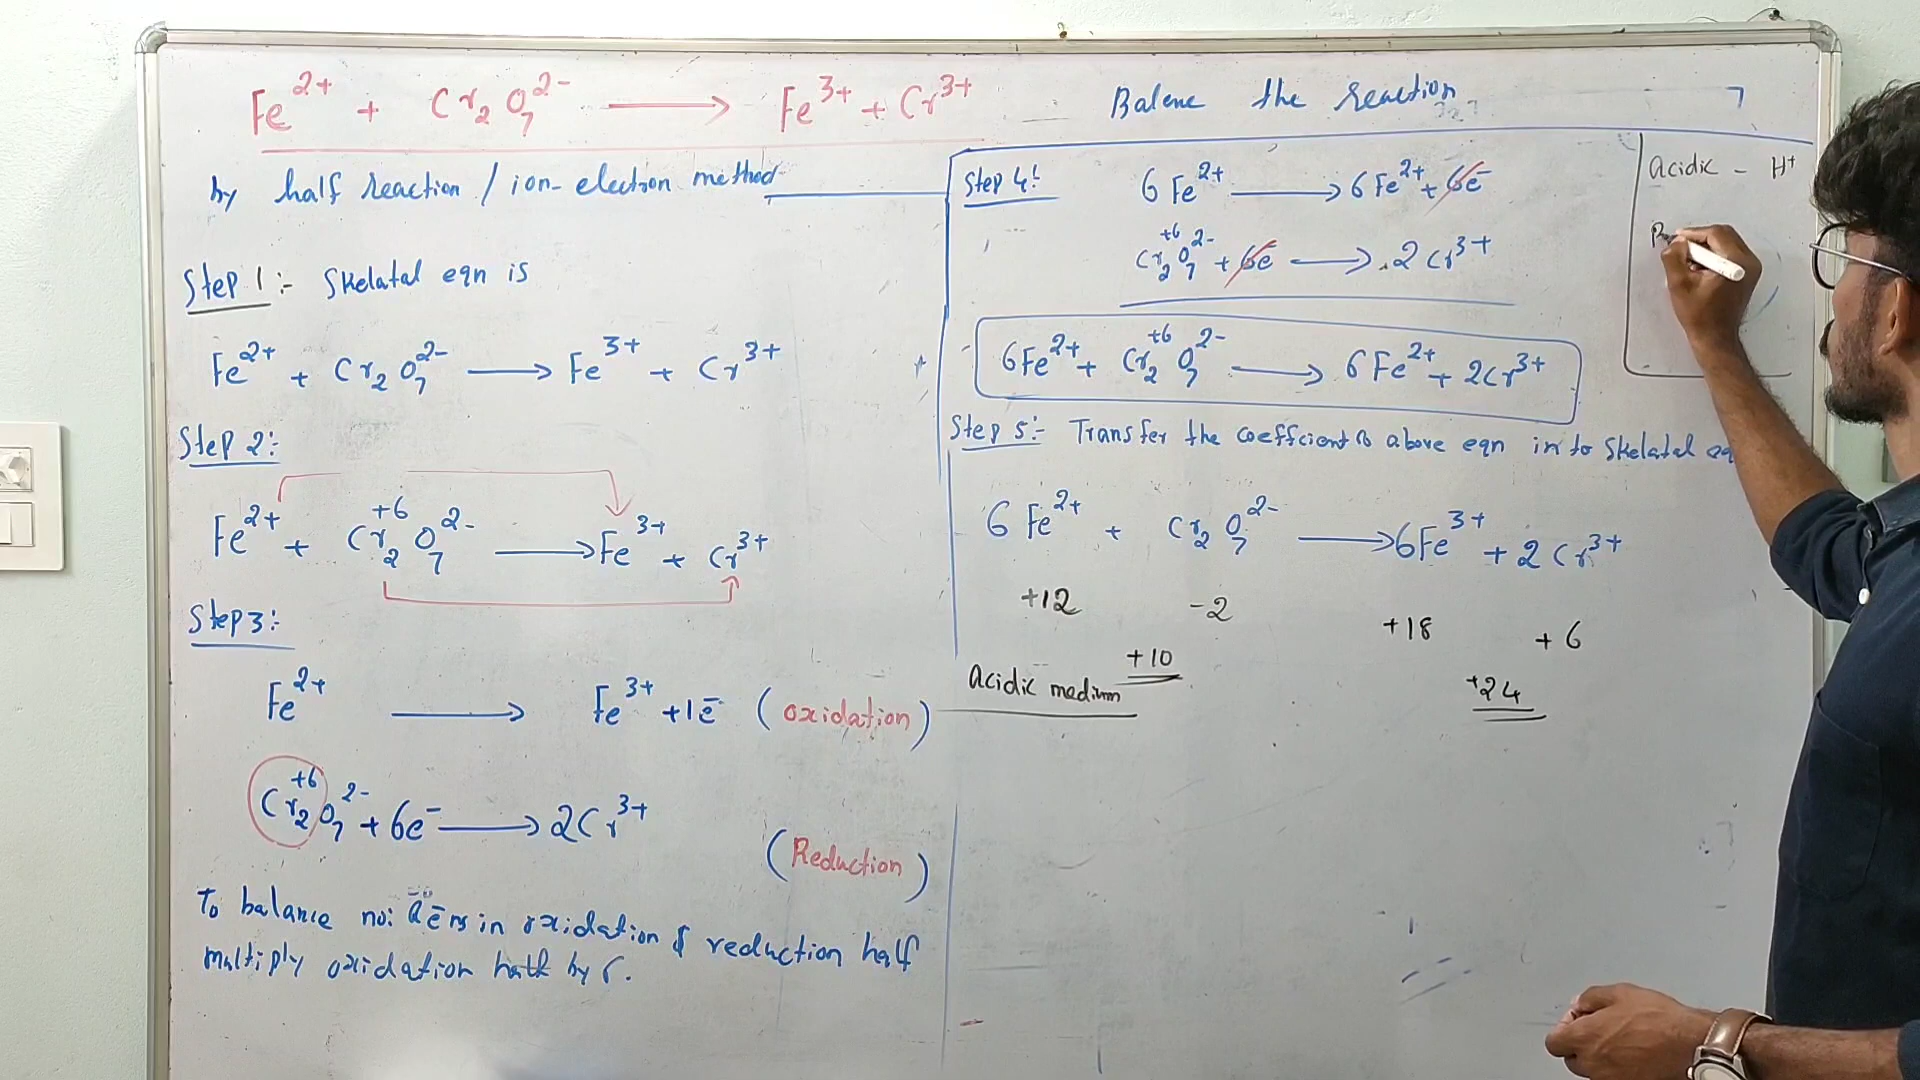 Fe²⁺ + Cr₂O₇²⁻ ⟶ Fe³⁺ + Cr³⁺ Balene the reaction
by half reaction / ion-electron method
Step 1:- Skelatal eqn is
Fe²⁺ + Cr₂O₇²⁻ ⟶ Fe³⁺ + Cr³⁺
Step 2:-
+6
Fe²⁺ + Cr₂O₇²⁻ ⟶ Fe³⁺ + Cr³⁺
Step 3:-
Fe²⁺ ⟶ Fe³⁺ + 1e⁻ (oxidation)
+6
Cr₂O₇²⁻ + 6e⁻ ⟶ 2Cr³⁺
(Reduction)
To balance no: in oxidation & reduction half
multiply oxidation half by 6.
Step 4:- 6Fe²⁺ ⟶ 6Fe²⁺ + 6e⁻
+6
Cr₂O₇²⁻ + 6e⁻ ⟶ 2Cr³⁺
+6
6Fe²⁺ + Cr₂O₇²⁻ ⟶ 6Fe²⁺ + 2Cr³⁺
Step 5:- Transfer the coefficient above eqn in to Skelatal
6Fe²⁺ + Cr₂O₇²⁻ ⟶ 6Fe³⁺ + 2Cr³⁺
+12 -2 +18 +6
+10 +24
Acidic medium
Acidic - H⁺